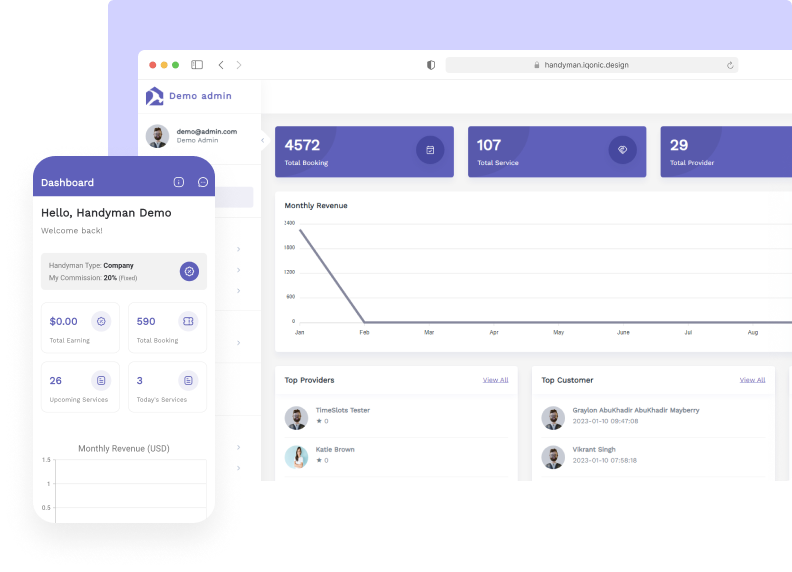 handyman.iqonic.design
Demo admin
demo@admin.com
Demo Admin
4572
Total Booking
107
Total Service
29
Total Provider
Monthly Revenue
2400
1800
1200
600
0
Jan Feb Mar Apr May June Jul Aug
Top Providers View All
TimeSlots Tester
★ 0
Katie Brown
★ 0
Top Customer View All
Graylon AbuKhadir AbuKhadir Mayberry
2023-01-10 09:47:08
Vikrant Singh
2023-01-10 07:58:18
Dashboard
Hello, Handyman Demo
Welcome back!
Handyman Type: Company
My Commission: 20% (Fixed)
$0.00
Total Earning
590
Total Booking
26
Upcoming Services
3
Today's Services
Monthly Revenue (USD)
1.5
1
0.5